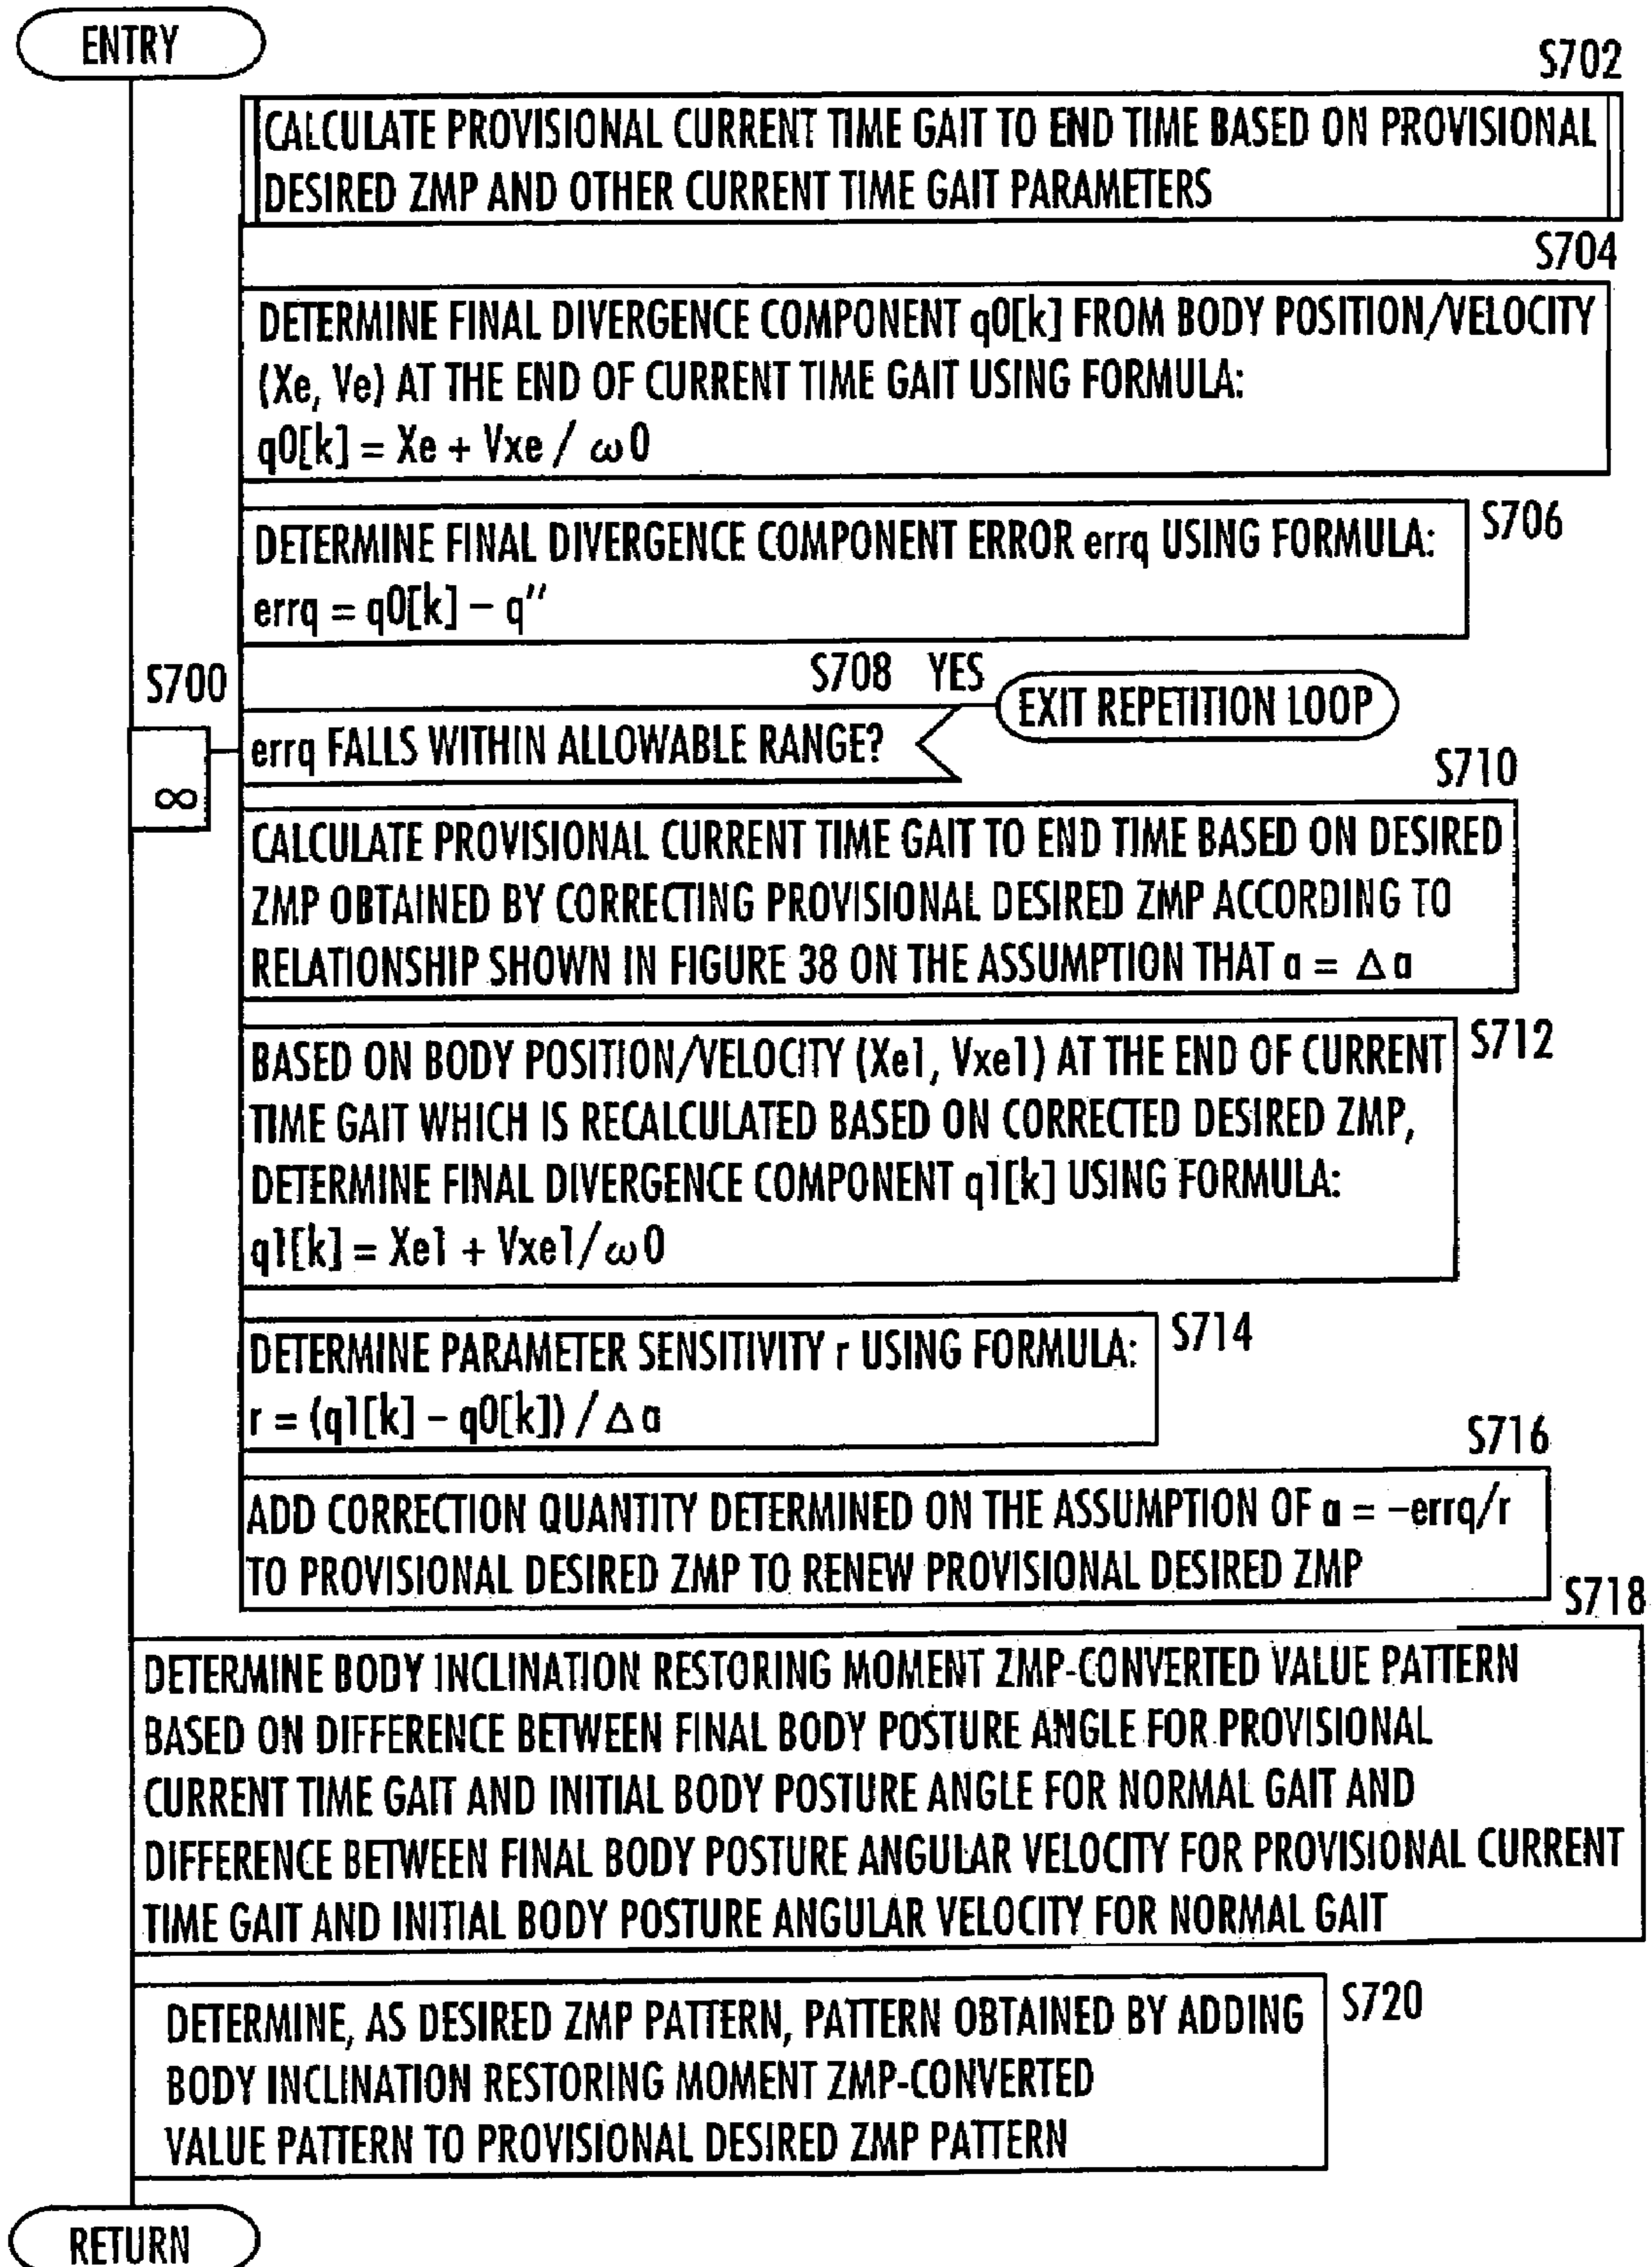 ENTRY
S702
CALCULATE PROVISIONAL CURRENT TIME GAIT TO END TIME BASED ON PROVISIONAL
DESIRED ZMP AND OTHER CURRENT TIME GAIT PARAMETERS
S704
DETERMINE FINAL DIVERGENCE COMPONENT q0[k] FROM BODY POSITION/VELOCITY
(Xe, Ve) AT THE END OF CURRENT TIME GAIT USING FORMULA:
q0[k] = Xe + Vxe / ω0
S706
DETERMINE FINAL DIVERGENCE COMPONENT ERROR errq USING FORMULA:
errq = q0[k] – q″
S700
∞
S708 YES
EXIT REPETITION LOOP
errq FALLS WITHIN ALLOWABLE RANGE?
S710
CALCULATE PROVISIONAL CURRENT TIME GAIT TO END TIME BASED ON DESIRED
ZMP OBTAINED BY CORRECTING PROVISIONAL DESIRED ZMP ACCORDING TO
RELATIONSHIP SHOWN IN FIGURE 38 ON THE ASSUMPTION THAT a = Δa
S712
BASED ON BODY POSITION/VELOCITY (Xe1, Vxe1) AT THE END OF CURRENT
TIME GAIT WHICH IS RECALCULATED BASED ON CORRECTED DESIRED ZMP,
DETERMINE FINAL DIVERGENCE COMPONENT q1[k] USING FORMULA:
q1[k] = Xe1 + Vxe1/ω0
S714
DETERMINE PARAMETER SENSITIVITY r USING FORMULA:
r = (q1[k] – q0[k]) / Δa
S716
ADD CORRECTION QUANTITY DETERMINED ON THE ASSUMPTION OF a = –errq/r
TO PROVISIONAL DESIRED ZMP TO RENEW PROVISIONAL DESIRED ZMP
S718
DETERMINE BODY INCLINATION RESTORING MOMENT ZMP-CONVERTED VALUE PATTERN
BASED ON DIFFERENCE BETWEEN FINAL BODY POSTURE ANGLE FOR PROVISIONAL
CURRENT TIME GAIT AND INITIAL BODY POSTURE ANGLE FOR NORMAL GAIT AND
DIFFERENCE BETWEEN FINAL BODY POSTURE ANGULAR VELOCITY FOR PROVISIONAL CURRENT
TIME GAIT AND INITIAL BODY POSTURE ANGULAR VELOCITY FOR NORMAL GAIT
S720
DETERMINE, AS DESIRED ZMP PATTERN, PATTERN OBTAINED BY ADDING
BODY INCLINATION RESTORING MOMENT ZMP-CONVERTED
VALUE PATTERN TO PROVISIONAL DESIRED ZMP PATTERN
RETURN